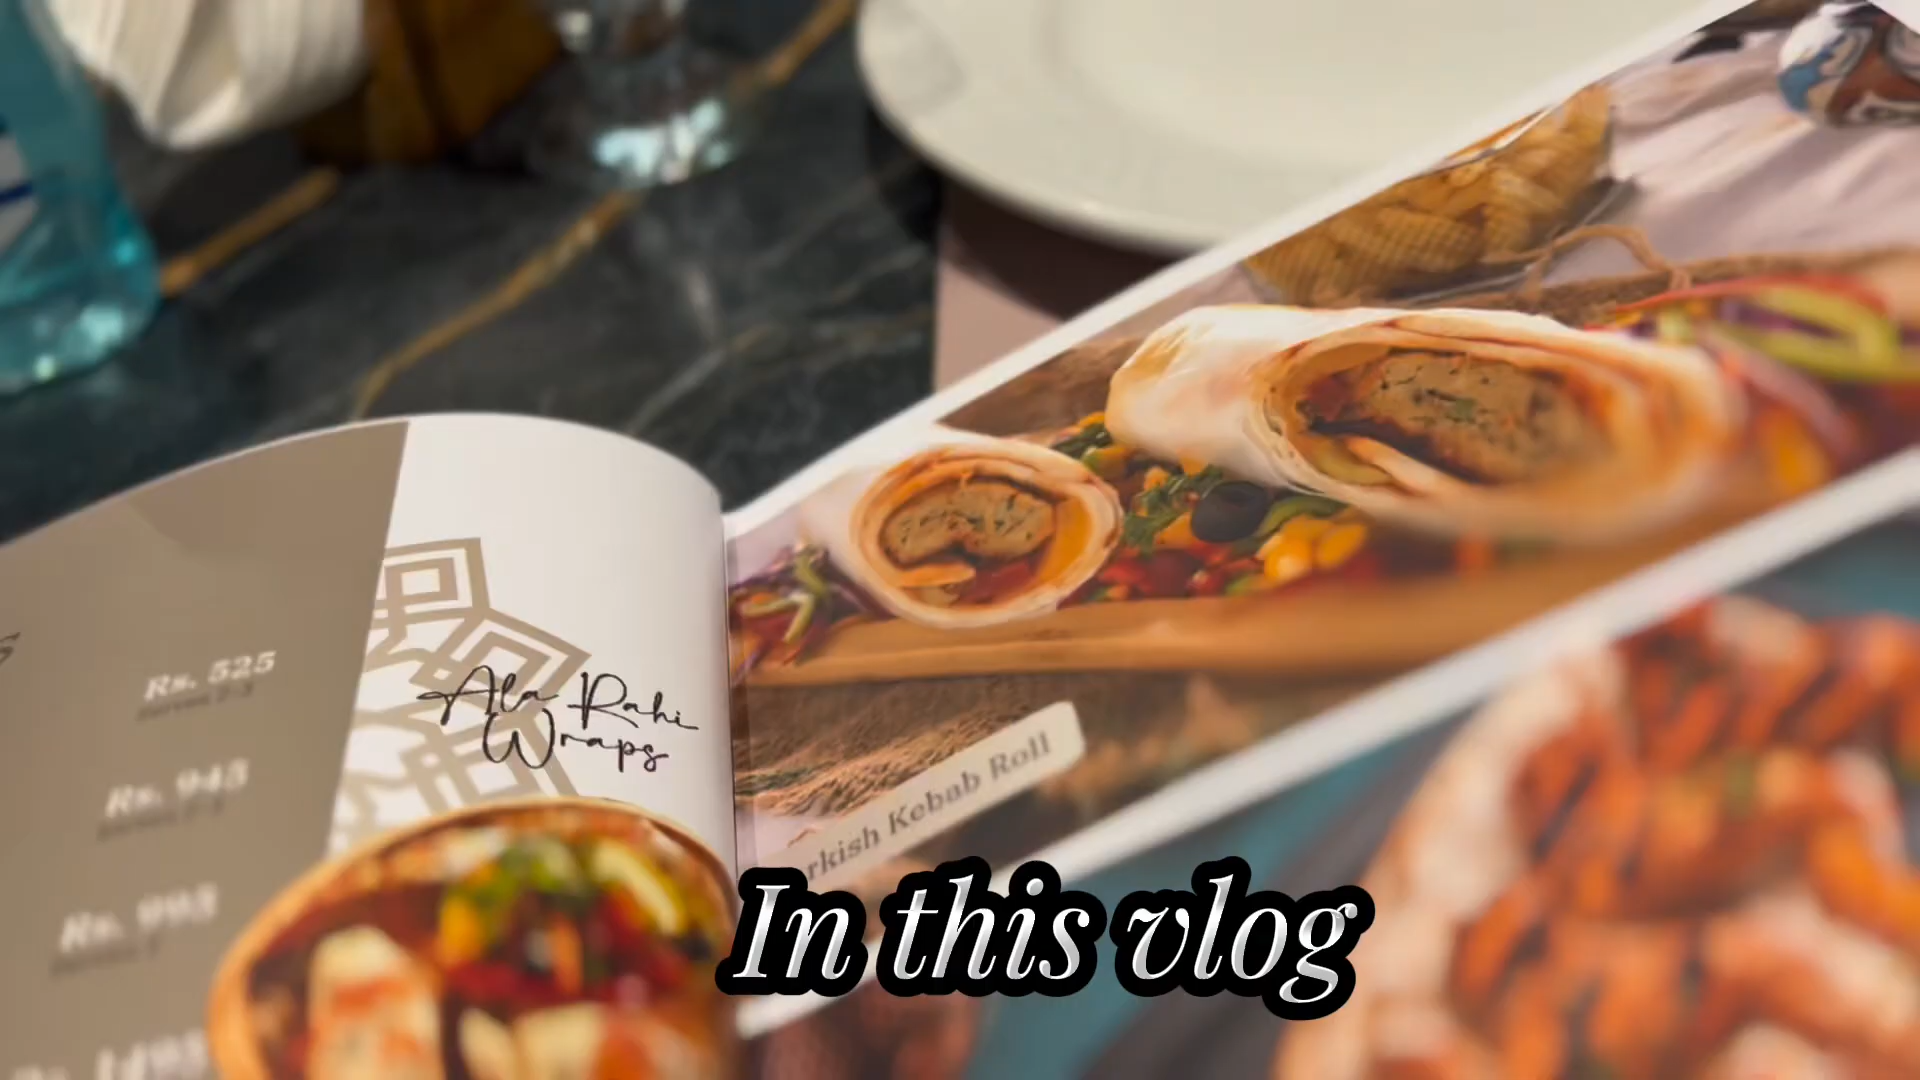 Rs. 525
Ala Rahi
Wraps
Rs. 945
rkish Kebab Roll
Rs. 995
In this vlog